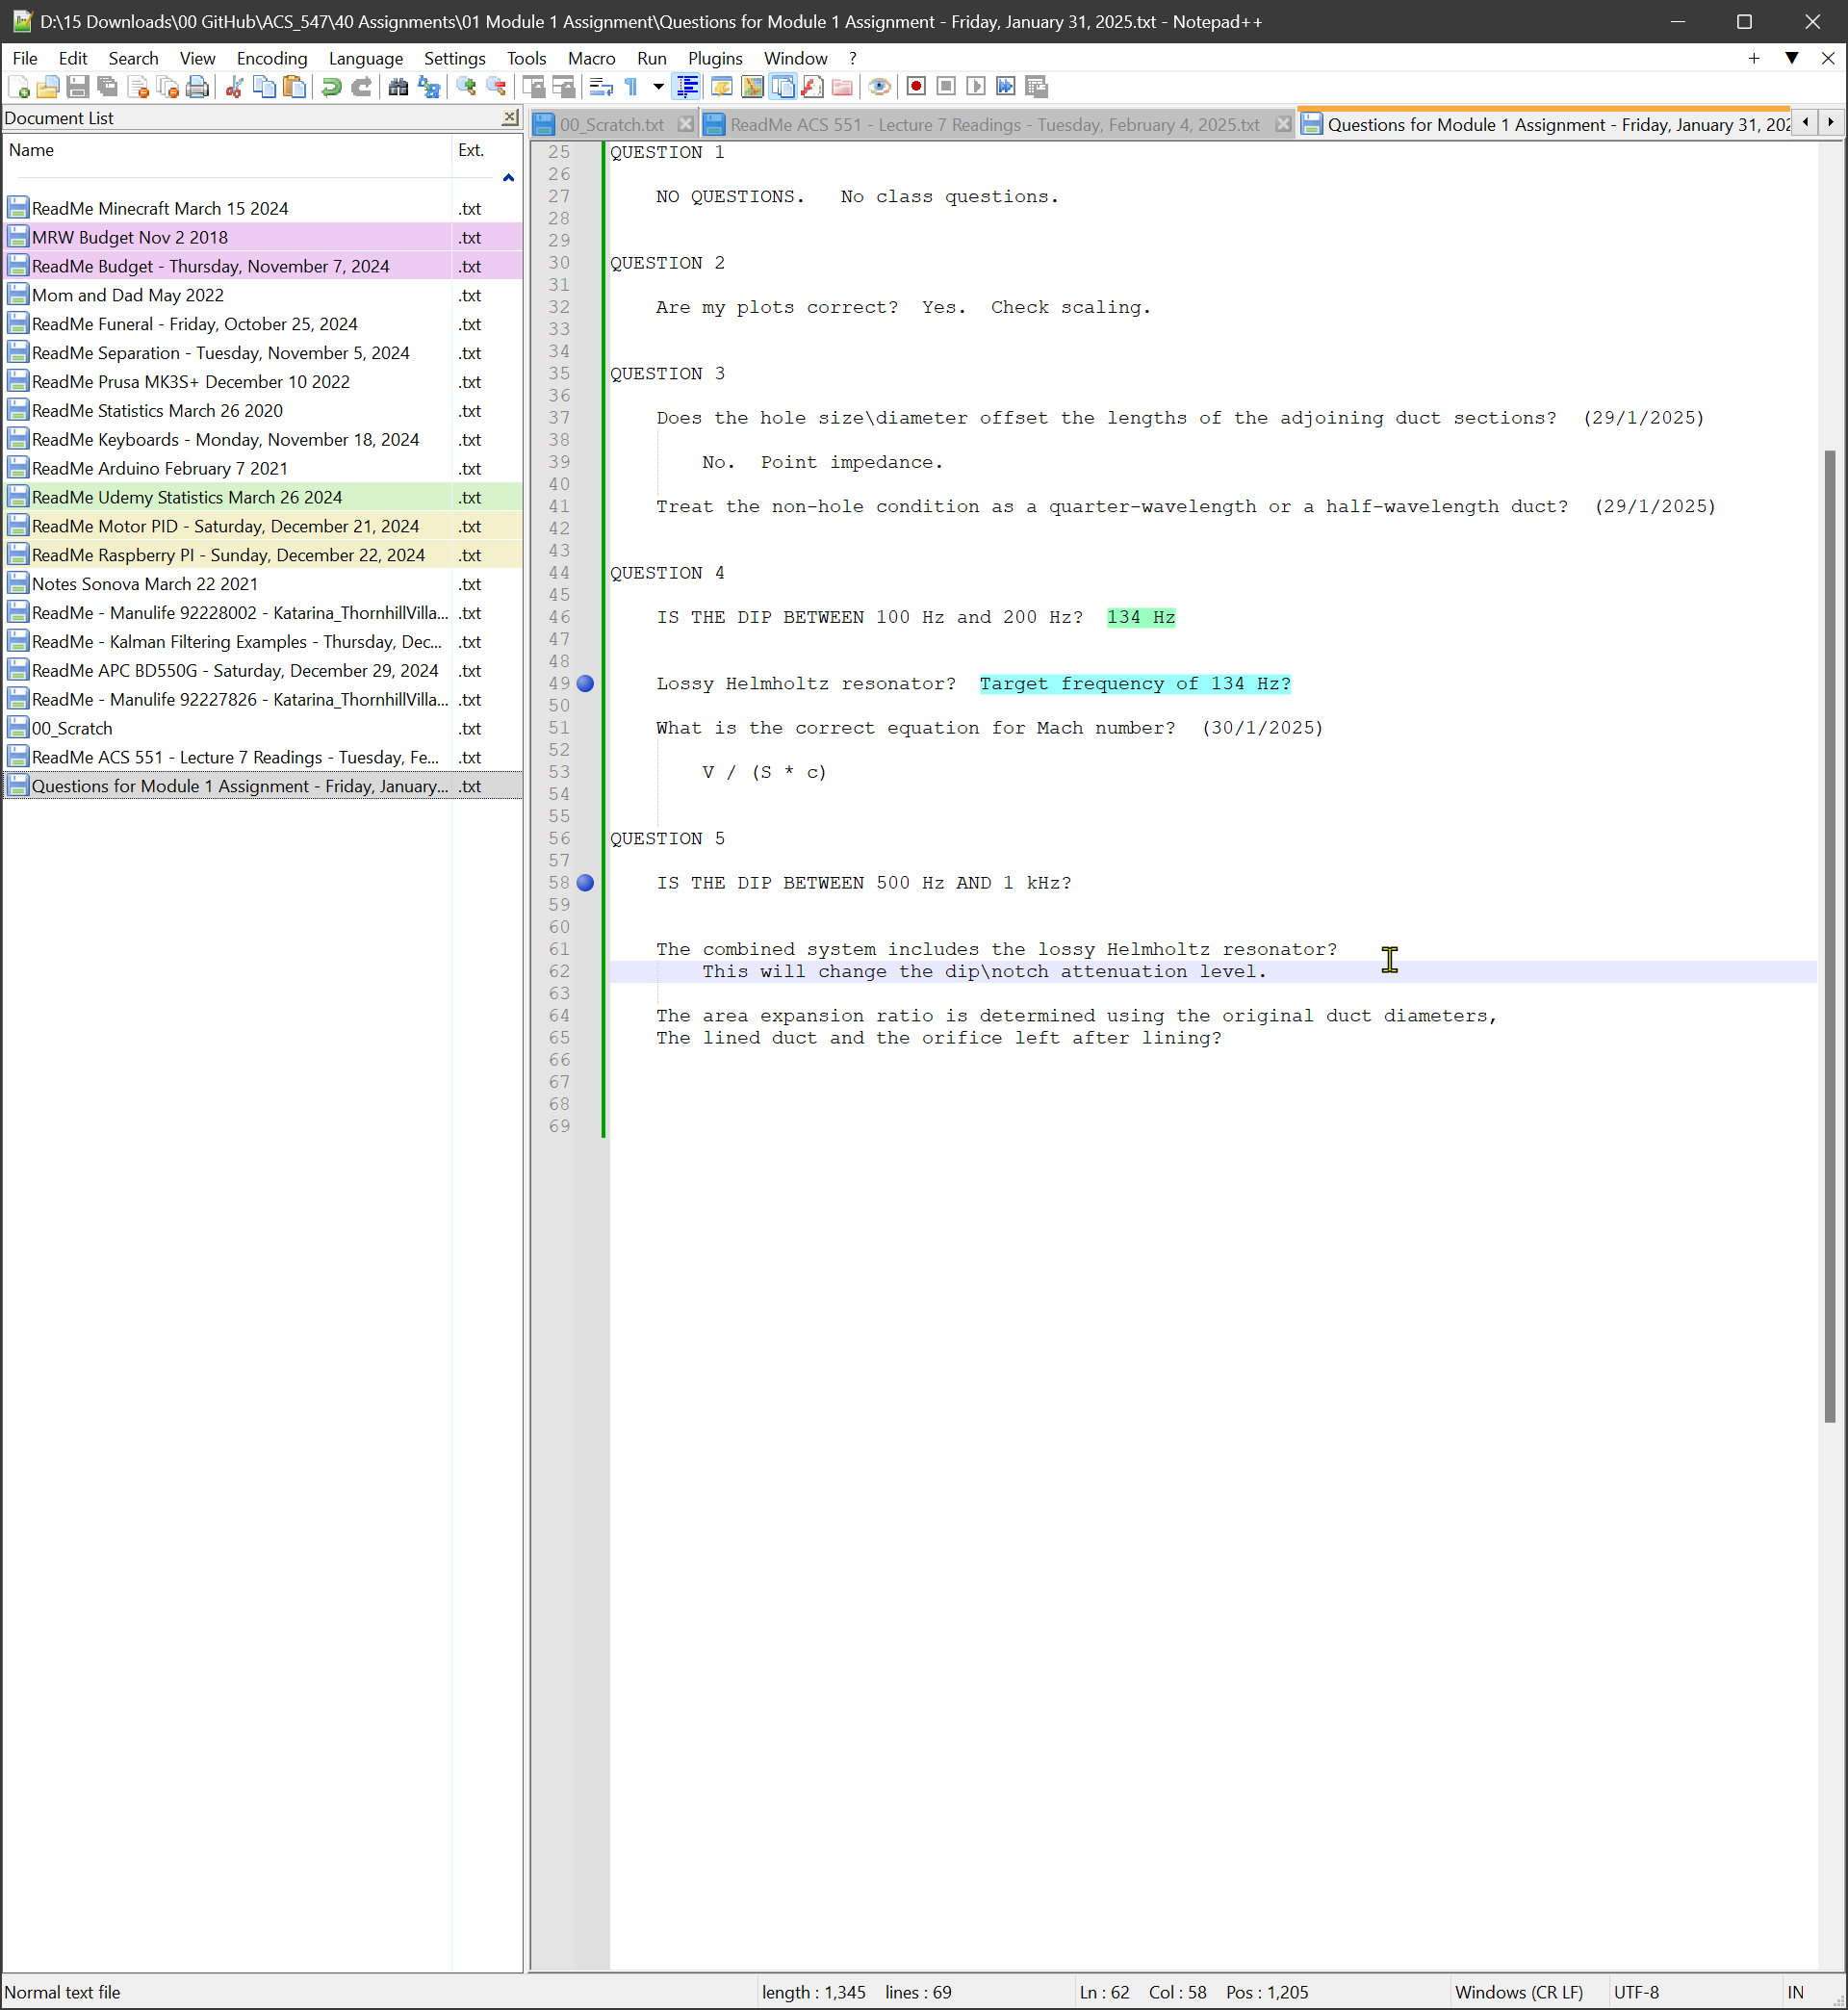 D:\15 Downloads\00 GitHub\ACS_547\40 Assignments\01 Module 1 Assignment\Questions for Module 1 Assignment - Friday, January 31, 2025.txt - Notepad++
File Edit Search View Encoding Language Settings Tools Macro Run Plugins Window ?
Document List
00_Scratch.txt
ReadMe ACS 551 - Lecture 7 Readings - Tuesday, February 4, 2025.txt
Questions for Module 1 Assignment - Friday, January 31, 202
Name Ext.
ReadMe Minecraft March 15 2024 .txt
MRW Budget Nov 2 2018 .txt
ReadMe Budget - Thursday, November 7, 2024 .txt
Mom and Dad May 2022 .txt
ReadMe Funeral - Friday, October 25, 2024 .txt
ReadMe Separation - Tuesday, November 5, 2024 .txt
ReadMe Prusa MK3S+ December 10 2022 .txt
ReadMe Statistics March 26 2020 .txt
ReadMe Keyboards - Monday, November 18, 2024 .txt
ReadMe Arduino February 7 2021 .txt
ReadMe Udemy Statistics March 26 2024 .txt
ReadMe Motor PID - Saturday, December 21, 2024 .txt
ReadMe Raspberry PI - Sunday, December 22, 2024 .txt
Notes Sonova March 22 2021 .txt
ReadMe - Manulife 92228002 - Katarina_ThornhillVilla... .txt
ReadMe - Kalman Filtering Examples - Thursday, Dec... .txt
ReadMe APC BD550G - Saturday, December 29, 2024 .txt
ReadMe - Manulife 92227826 - Katarina_ThornhillVilla... .txt
00_Scratch .txt
ReadMe ACS 551 - Lecture 7 Readings - Tuesday, Fe... .txt
Questions for Module 1 Assignment - Friday, January... .txt
25 QUESTION 1
26
27 NO QUESTIONS. No class questions.
28
29
30 QUESTION 2
31
32 Are my plots correct? Yes. Check scaling.
33
34
35 QUESTION 3
36
37 Does the hole size\diameter offset the lengths of the adjoining duct sections? (29/1/2025)
38
39 No. Point impedance.
40
41 Treat the non-hole condition as a quarter-wavelength or a half-wavelength duct? (29/1/2025)
42
43
44 QUESTION 4
45
46 IS THE DIP BETWEEN 100 Hz and 200 Hz? 134 Hz
47
48
49 Lossy Helmholtz resonator? Target frequency of 134 Hz?
50
51 What is the correct equation for Mach number? (30/1/2025)
52
53 V / (S * c)
54
55
56 QUESTION 5
57
58 IS THE DIP BETWEEN 500 Hz AND 1 kHz?
59
60
61 The combined system includes the lossy Helmholtz resonator?
62 This will change the dip\notch attenuation level.
63
64 The area expansion ratio is determined using the original duct diameters,
65 The lined duct and the orifice left after lining?
66
67
68
69
Normal text file length : 1,345 lines : 69 Ln : 62 Col : 58 Pos : 1,205 Windows (CR LF) UTF-8 IN